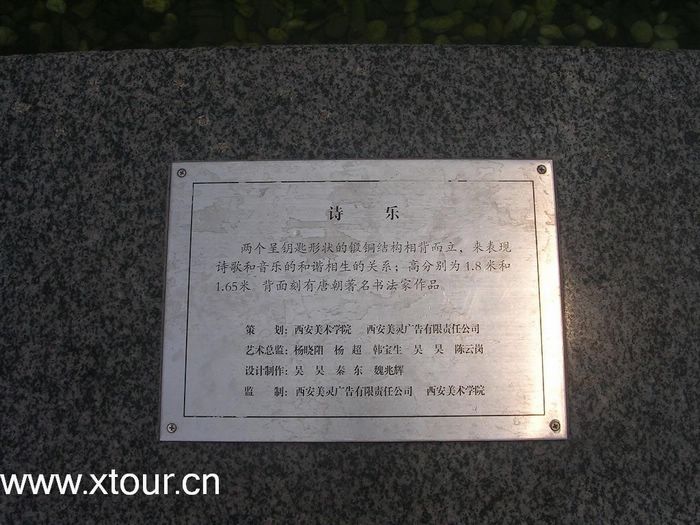 诗 乐
两个呈钥匙形状的锻铜结构相背而立，来表现
诗歌和音乐的和谐相生的关系；高分别为1.8米和
1.65米 背面刻有唐朝著名书法家作品
策 划：西安美术学院 西安美灵广告有限责任公司
艺术总监：杨晓阳 杨 超 韩宝生 吴 昊 陈云岗
设计制作：吴 昊 秦 东 魏兆辉
监 制：西安美灵广告有限责任公司 西安美术学院
www.xtour.cn